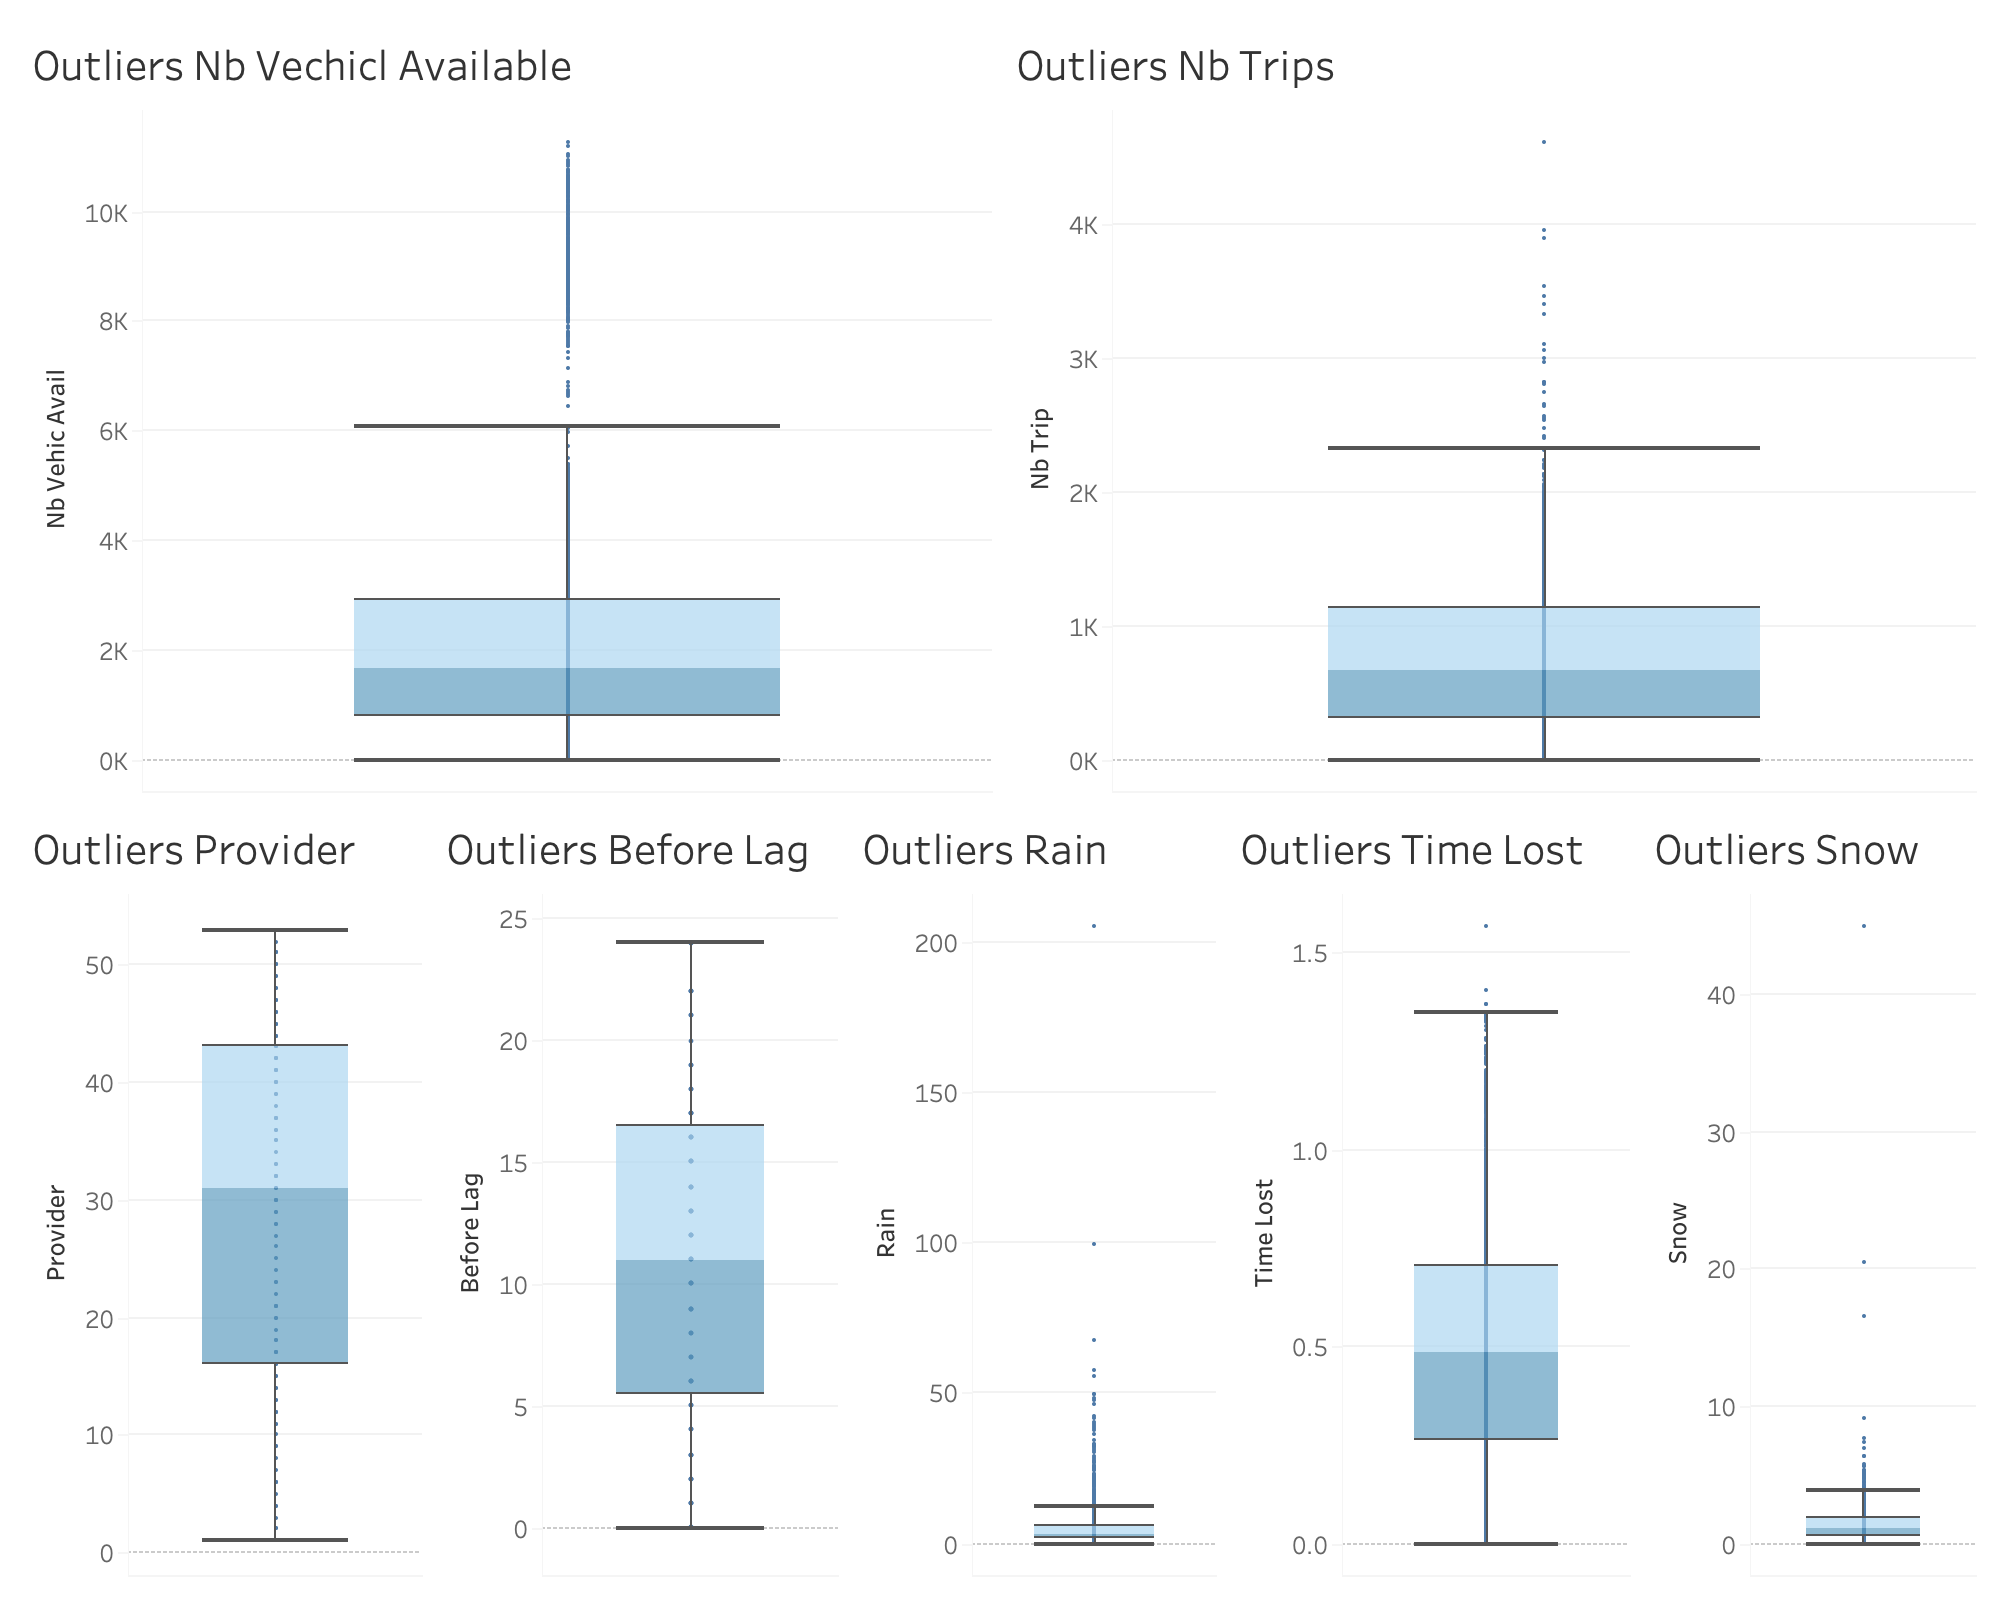 Outliers Nb Vechicl Available
Nb Vehic Avail
10K
8K
6K
4K
2K
0K
Outliers Nb Trips
Nb Trip
4K
3K
2K
1K
0K
Outliers Provider
Provider
50
40
30
20
10
0
Outliers Before Lag
Before Lag
25
20
15
10
5
0
Outliers Rain
Rain
200
150
100
50
0
Outliers Time Lost
Time Lost
1.5
1.0
0.5
0.0
Outliers Snow
Snow
40
30
20
10
0